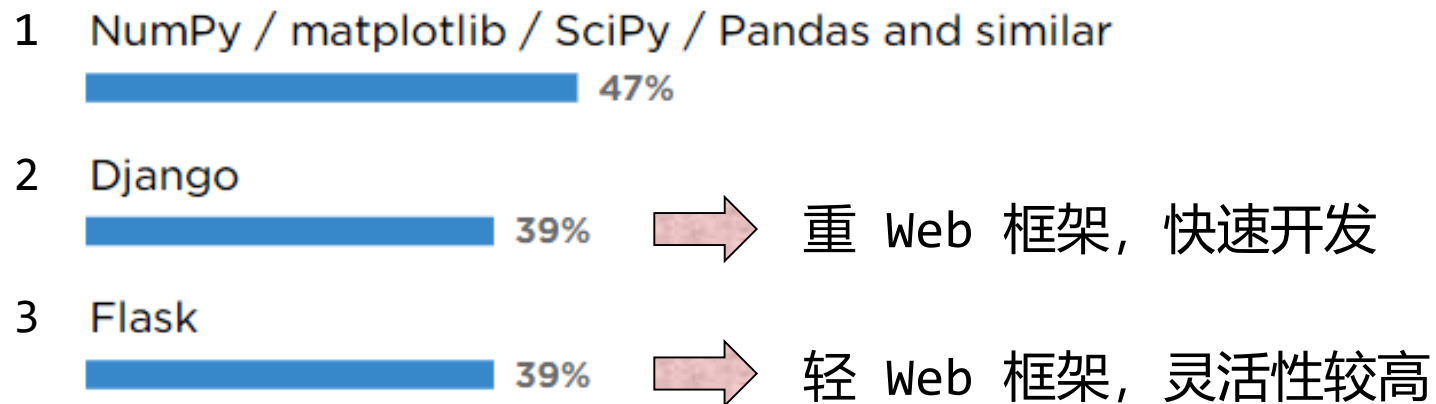 1 NumPy / matplotlib / SciPy / Pandas and similar
47%
2 Django
39% 重 Web 框架，快速开发
3 Flask
39% 轻 Web 框架，灵活性较高